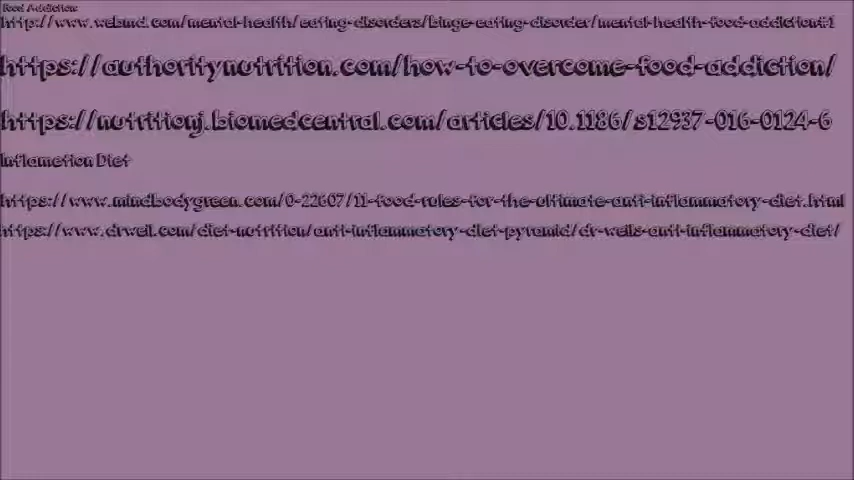 Food Addiction:
http://www.webmd.com/mental-health/eating-disorders/binge-eating-disorder/mental-health-food-addiction#1
https://authoritynutrition.com/how-to-overcome-food-addiction/
https://nutritionj.biomedcentral.com/articles/10.1186/s12937-016-0124-6
Inflametion Diet
https://www.mindbodygreen.com/0-22607/11-food-rules-for-the-ultimate-anti-inflammatory-diet.html
https://www.drweil.com/diet-nutrition/anti-inflammatory-diet-pyramid/dr-weils-anti-inflammatory-diet/